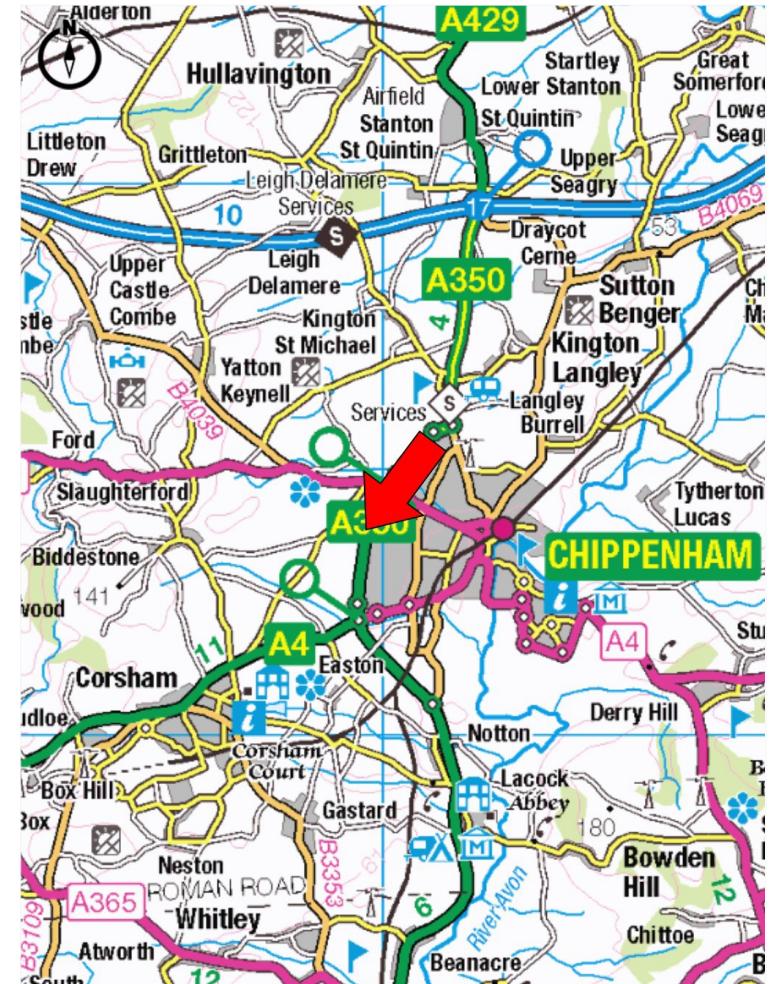 Alderton
A429
N
Hullavington
Startley
Great
Somerford
Airfield
Lower Stanton
St Quintin
Stanton
St Quintin
Littleton
Drew
Grittleton
Upper
Seagry
Leigh Delamere
Services
B4069
10
17
S
53
Draycot
Cerne
Leigh
Delamere
Upper
Castle
Combe
A350
Sutton
Benger
4
Kington
St Michael
Kington
Langley
Yatton
Keynell
B4039
Services
S
Langley
Burrell
Ford
Slaughterford
Tytherton
Lucas
CHIPPENHAM
Biddestone
141
i
M
A4
11
A4
Easton
Corsham
Derry Hill
i
Notton
Corsham
Court
Box Hill
Lacock
Abbey
Box
Gastard
180
Bowden
Hill
Neston
B3353
M
ROMAN ROAD
A365
Whitley
6
River Avon
12
B3109
Chittoe
Atworth
Beanacre
12
South